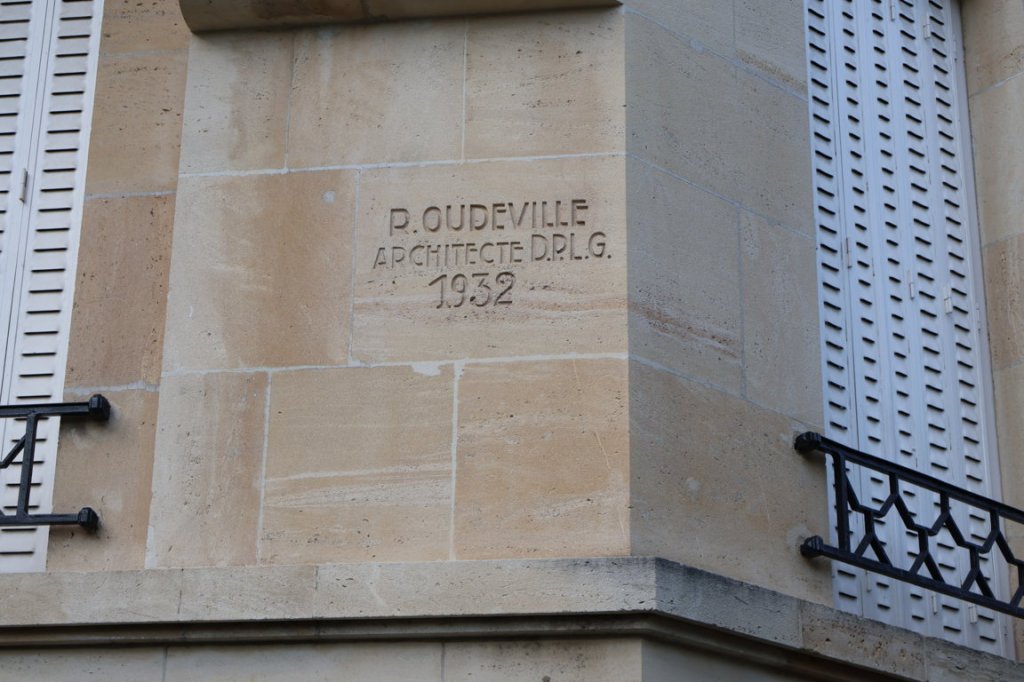 R. OUDEVILLE
ARCHITECTE D.P.L.G.
1932